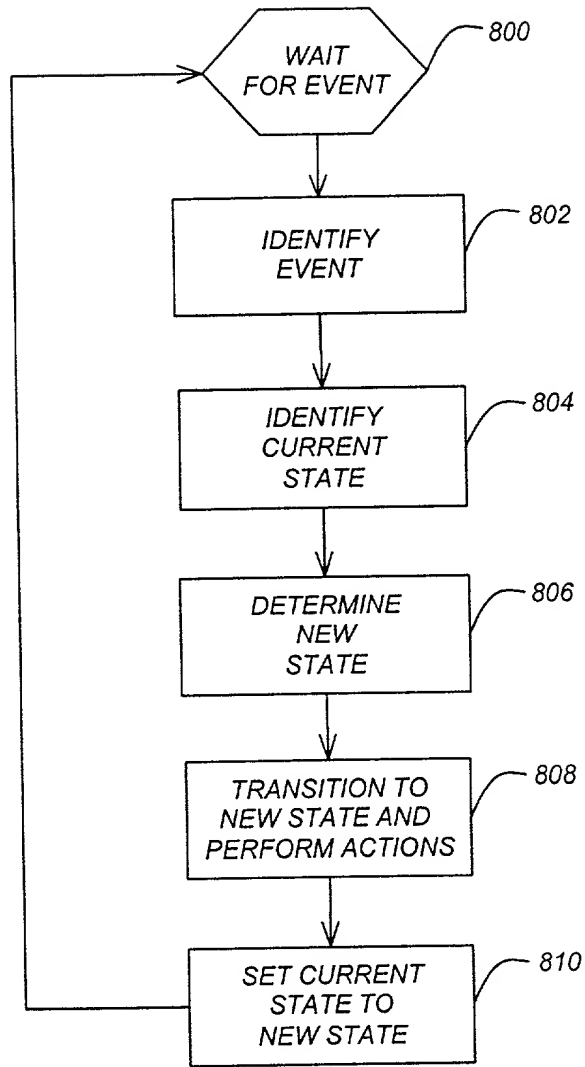 WAIT
FOR EVENT
800
IDENTIFY
EVENT
802
IDENTIFY
CURRENT
STATE
804
DETERMINE
NEW
STATE
806
TRANSITION TO
NEW STATE AND
PERFORM ACTIONS
808
SET CURRENT
STATE TO
NEW STATE
810